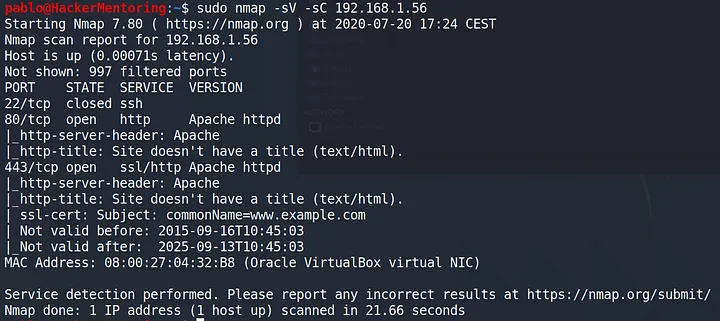 pablo@HackerMentoring:~$ sudo nmap -sV -sC 192.168.1.56
Starting Nmap 7.80 ( https://nmap.org ) at 2020-07-20 17:24 CEST
Nmap scan report for 192.168.1.56
Host is up (0.00071s latency).
Not shown: 997 filtered ports
PORT    STATE  SERVICE  VERSION
22/tcp  closed ssh
80/tcp  open   http     Apache httpd
|_http-server-header: Apache
|_http-title: Site doesn't have a title (text/html).
443/tcp open   ssl/http Apache httpd
|_http-server-header: Apache
|_http-title: Site doesn't have a title (text/html).
| ssl-cert: Subject: commonName=www.example.com
| Not valid before: 2015-09-16T10:45:03
|_Not valid after:  2025-09-13T10:45:03
MAC Address: 08:00:27:04:32:B8 (Oracle VirtualBox virtual NIC)

Service detection performed. Please report any incorrect results at https://nmap.org/submit/
Nmap done: 1 IP address (1 host up) scanned in 21.66 seconds